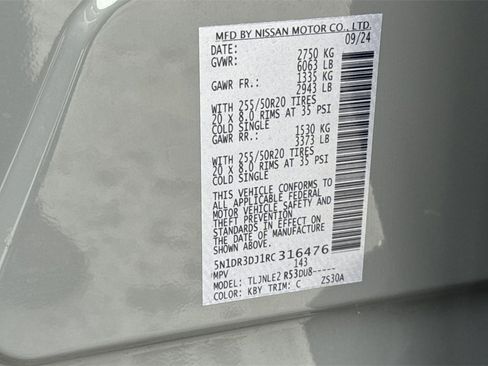 MFD BY NISSAN MOTOR CO., LTD.
DATE: 09/24
GVWR: 2750 KG
6063 LB
GAWR FR.: 1335 KG
2943 LB
WITH 255/50R20 TIRES
20 X 8.0 RIMS AT 35 PSI
COLD SINGLE
GAWR RR.: 1530 KG
3373 LB
WITH 255/50R20 TIRES
20 X 8.0 RIMS AT 35 PSI
COLD SINGLE
THIS VEHICLE CONFORMS TO
ALL APPLICABLE FEDERAL
MOTOR VEHICLE SAFETY AND
THEFT PREVENTION
STANDARDS IN EFFECT ON
THE DATE OF MANUFACTURE
SHOWN ABOVE.
5N1DR3DJ1RC316476
MPV 143
MODEL: TLJNLE2 R53DU8-----
COLOR: KBY TRIM: C ZS30A